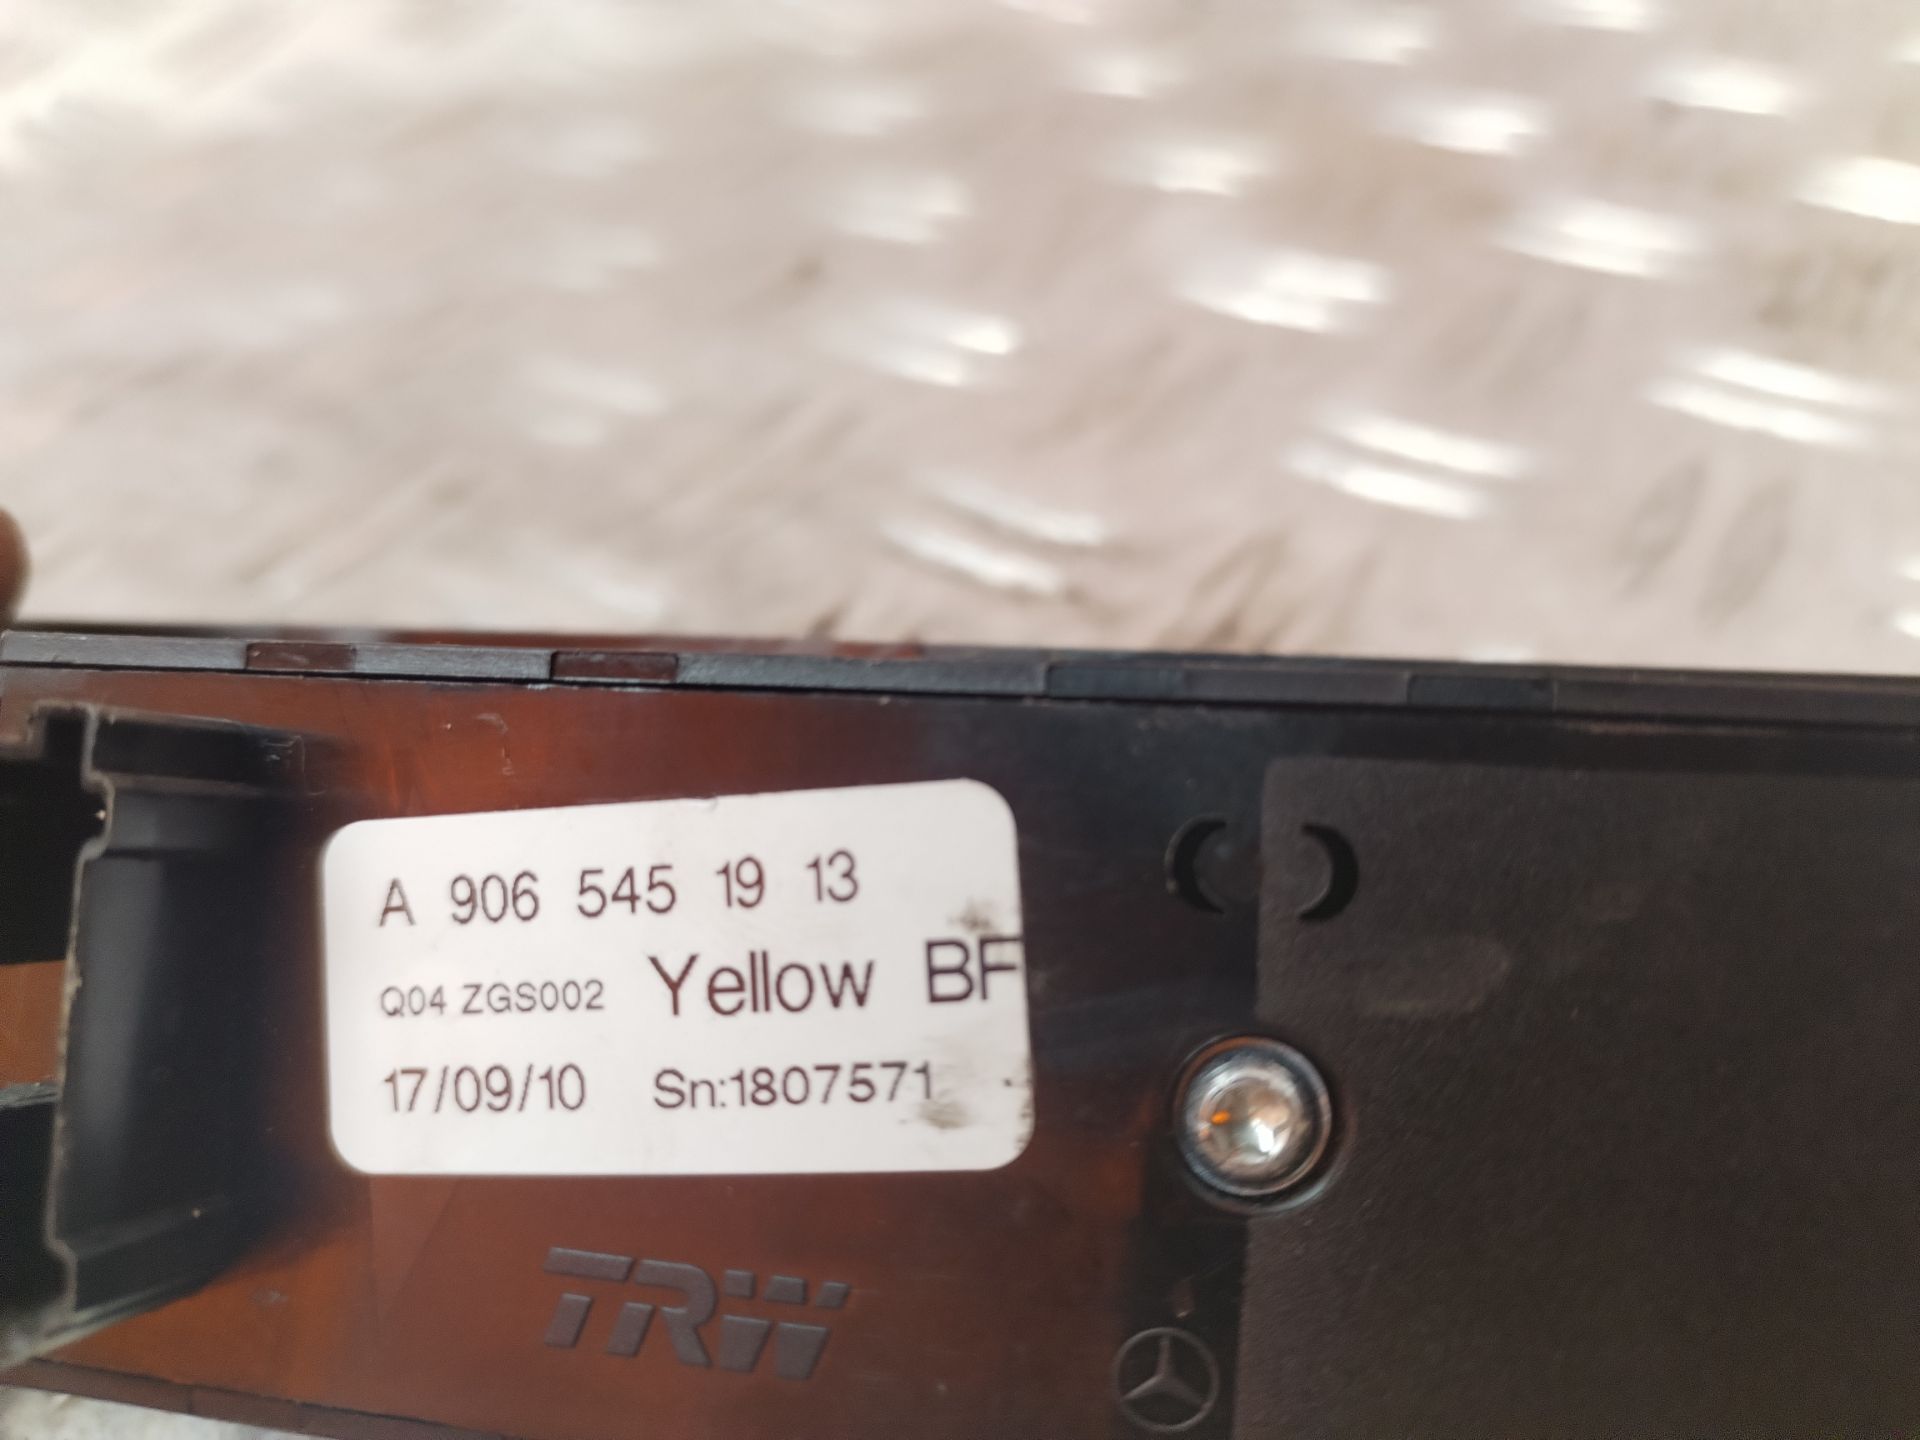 A 906 545 19 13
Q04 ZGS002 Yellow BF
17/09/10 Sn:1807571
TRW